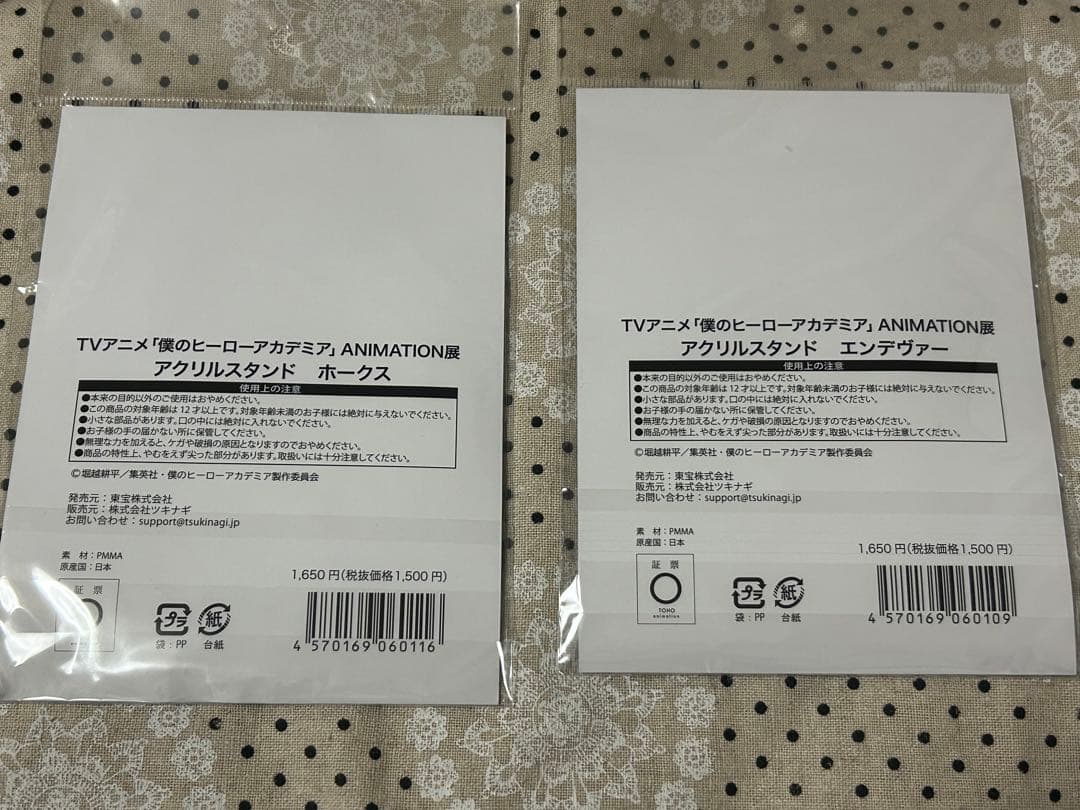 TVアニメ「僕のヒーローアカデミア」ANIMATION展
アクリルスタンド ホークス
使用上の注意
●本来の目的以外のご使用はおやめください。
●この商品の対象年齢は12才以上です。対象年齢未満のお子様には絶対に与えないでください。
●小さな部品があります。口の中には絶対に入れないでください。
●お子様の手の届かない所に保管してください。
●無理な力を加えると、ケガや破損の原因となりますのでおやめください。
●商品の特性上、やむをえず尖った部分があります。取扱いには十分注意してください。
©堀越耕平／集英社・僕のヒーローアカデミア製作委員会
発売元：東宝株式会社
販売元：株式会社ツキナギ
お問い合わせ：support@tsukinagi.jp
素 材：PMMA
原産国：日本
1,650円(税抜価格1,500円)
証 票
プラ
紙
袋：PP 台紙
4 570169 060116
TVアニメ「僕のヒーローアカデミア」ANIMATION展
アクリルスタンド エンデヴァー
使用上の注意
●本来の目的以外のご使用はおやめください。
●この商品の対象年齢は12才以上です。対象年齢未満のお子様には絶対に与えないでください。
●小さな部品があります。口の中には絶対に入れないでください。
●お子様の手の届かない所に保管してください。
●無理な力を加えると、ケガや破損の原因となりますのでおやめください。
●商品の特性上、やむをえず尖った部分があります。取扱いには十分注意してください。
©堀越耕平／集英社・僕のヒーローアカデミア製作委員会
発売元：東宝株式会社
販売元：株式会社ツキナギ
お問い合わせ：support@tsukinagi.jp
素 材：PMMA
原産国：日本
1,650円(税抜価格1,500円)
証 票
TOHO
animation
プラ
紙
袋：PP 台紙
4 570169 060109